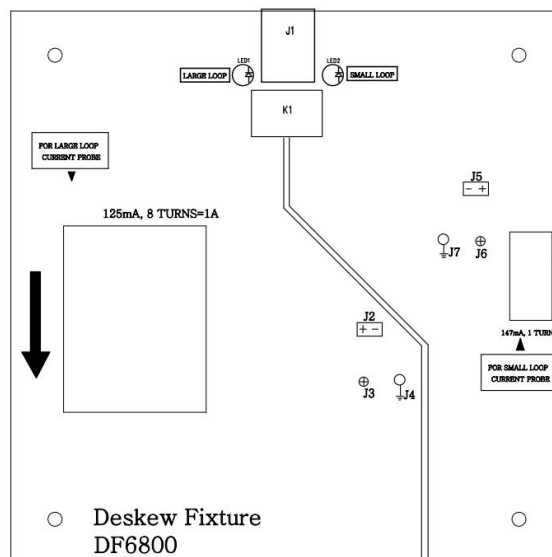 J1
LED1
LED2
LARGE LOOP
SMALL LOOP
K1
FOR LARGE LOOP
CURRENT PROBE
J5
- +
125mA, 8 TURNS=1A
J7
J6
J2
+ -
147mA, 1 TURN
FOR SMALL LOOP
CURRENT PROBE
J3
J4
Deskew Fixture
DF6800